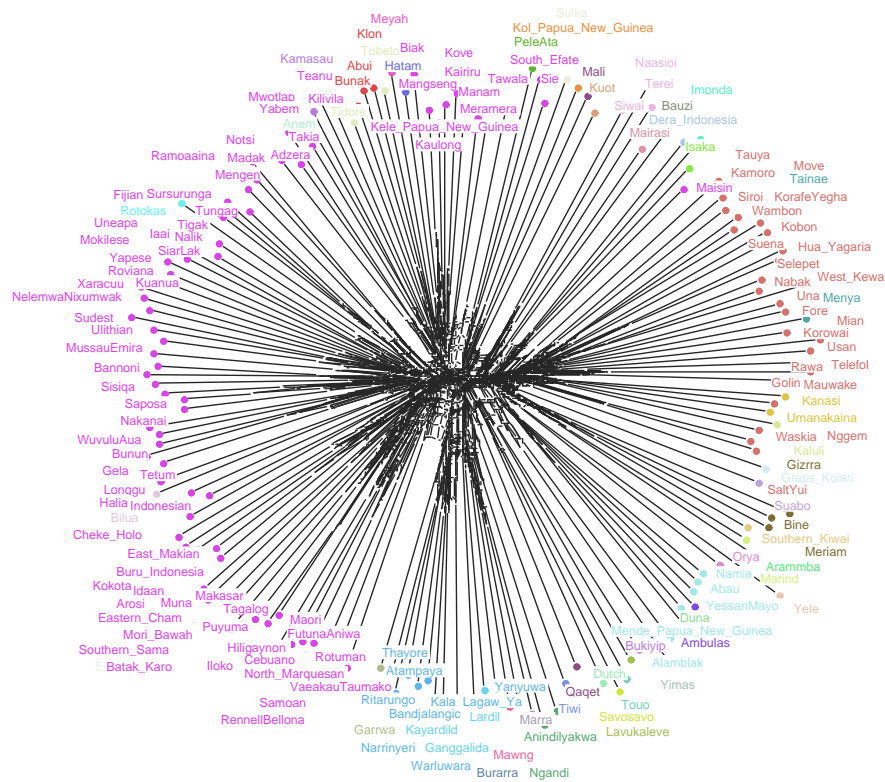 Sulka
Meyah
Kol_Papua_New_Guinea
Klon
PeleAta
Tobelo
Biak
Kove
Naasioi
Kamasau
Abui
Hatam
Kairiru
South_Efate
Mali
Terei
Teanu
Bunak
Mangseng
Tawala
Sie
Kuot
Imonda
Mwotlap
Kilivila
Manam
Siwai
Bauzi
Yabem
Tidore
Meramera
Dera_Indonesia
Anem
Kele_Papua_New_Guinea
Mairasi
Notsi
Takia
Kaulong
Isaka
Tauya
Ramoaaina
Madak
Adzera
Move
Mengen
Kamoro
Tainae
Maisin
Siroi
KorafeYegha
Fijian
Sursurunga
Rotokas
Tungag
Wambon
Uneapa
Tigak
Kobon
Iaai
Nalik
Suena
Mokilese
Hua_Yagaria
Yapese
SiarLak
Selepet
Roviana
Kuanua
Nabak
West_Kewa
Xaracuu
NelemwaNixumwak
Una
Menya
Sudest
Fore
Mian
Ulithian
Korowai
MussauEmira
Usan
Bannoni
Rawa
Telefol
Sisiqa
Golin
Mauwake
Saposa
Kanasi
Nakanai
Umanakaina
WuvuluAua
Waskia
Nggem
Bunun
Kaluli
Gela
Tetum
Gizrra
Grass_Koian
Longgu
SaltYui
Halia
Indonesian
Suabo
Bilua
Bine
Cheke_Holo
Southern_Kiwai
East_Makian
Meriam
Orya
Buru_Indonesia
Arammba
Kokota
Idaan
Namia
Marind
Arosi
Muna
Makasar
Abau
Yele
Eastern_Cham
Tagalog
Maori
YessanMayo
Mori_Bawah
Puyuma
FutunaAniwa
Duna
Mende_Papua_New_Guinea
Southern_Sama
Hiligaynon
Thayore
Bukiyip
Ambulas
Batak_Karo
Iloko
Cebuano
Rotuman
Alamblak
North_Marquesan
Atampaya
Dutch
Yimas
VaeakauTaumako
Yanyuwa
Qaqet
Samoan
Ritarungo
Kala
Lagaw_Ya
Touo
RennellBellona
Bandjalangic
Lardil
Marra
Tiwi
Savosavo
Garrwa
Kayardild
Anindilyakwa
Lavukaleve
Narrinyeri
Ganggalida
Mawng
Warluwara
Burarra
Ngandi